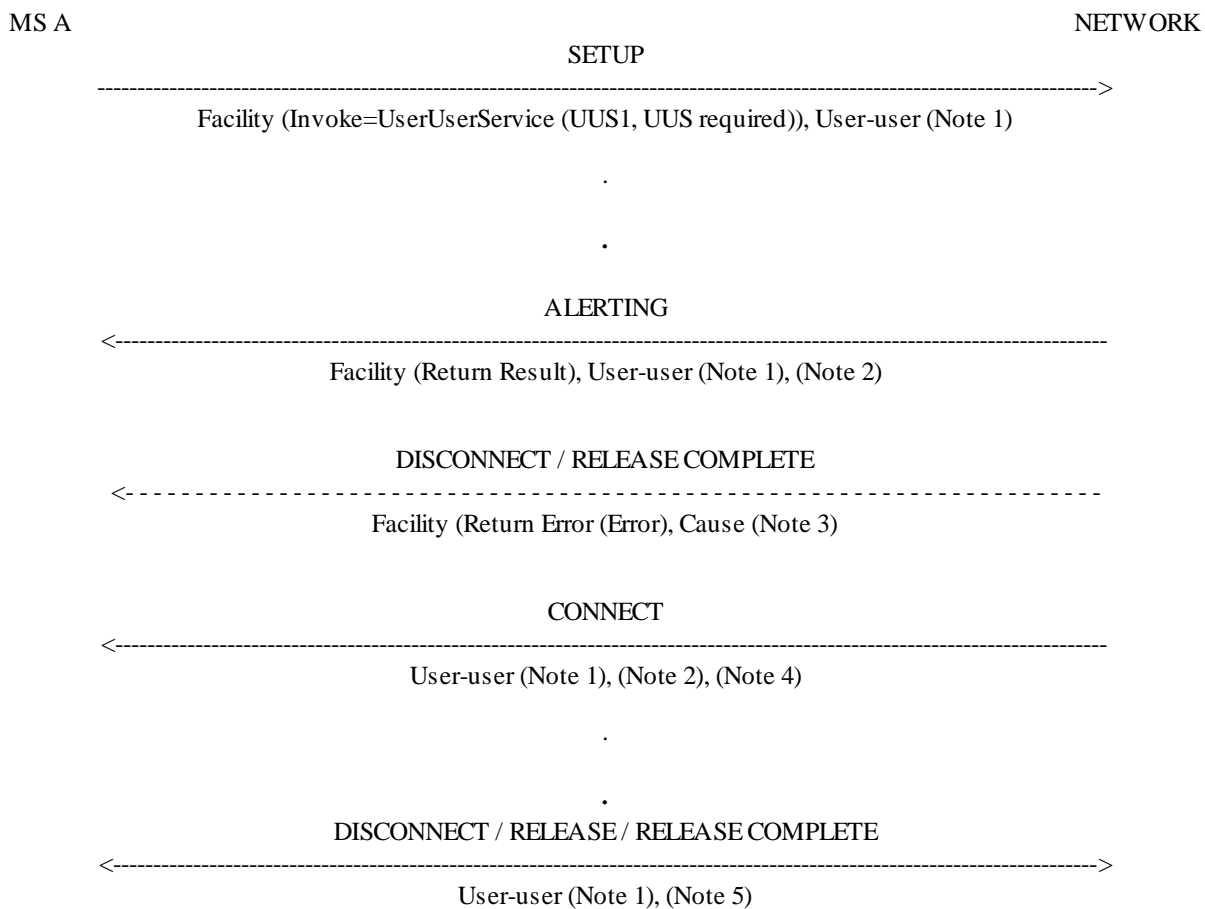 MS A NETWORK
SETUP
------------------------------------------------------------------------------------------------------------------------------>
Facility (Invoke=UserUserService (UUS1, UUS required)), User-user (Note 1)
.
.
ALERTING
<------------------------------------------------------------------------------------------------------------------------------
Facility (Return Result), User-user (Note 1), (Note 2)
DISCONNECT / RELEASE COMPLETE
<- - - - - - - - - - - - - - - - - - - - - - - - - - - - - - - - - - - - - - - - - - - - - - - - - - - - - - - - - - - - - - - - - - - - - -
Facility (Return Error (Error), Cause (Note 3)
CONNECT
<------------------------------------------------------------------------------------------------------------------------------
User-user (Note 1), (Note 2), (Note 4)
.
.
DISCONNECT / RELEASE / RELEASE COMPLETE
<---------------------------------------------------------------------------------------------------------------------------->
User-user (Note 1), (Note 5)